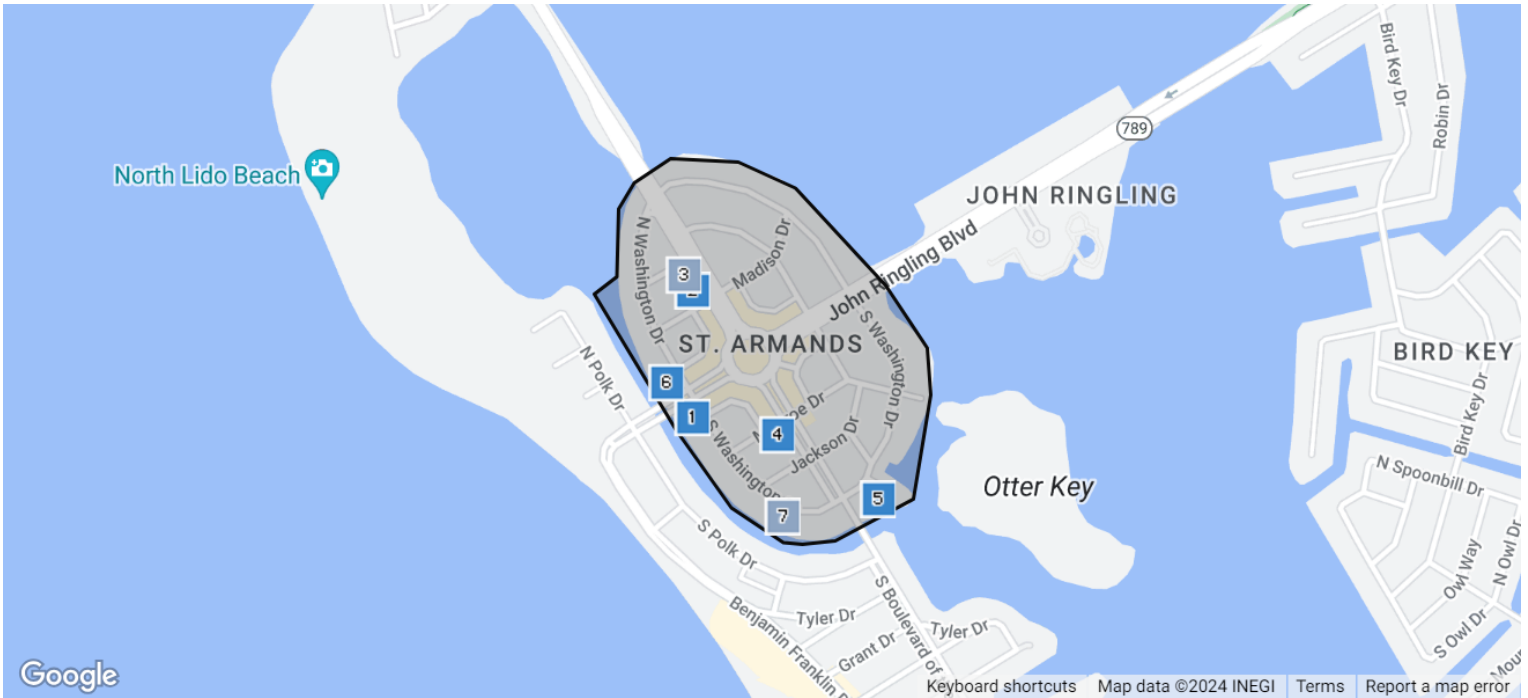 Bird Key Dr
Robin Dr
789
North Lido Beach
JOHN RINGLING
John Ringling Blvd
N Washington Dr
Madison Dr
3
2
S Washington Dr
ST. ARMANDS
BIRD KEY
N Polk Dr
6
1
4
Jackson Dr
S Washington
Bird Key Dr
N Spoonbill Dr
Otter Key
5
7
S Polk Dr
Owl Way
N Owl Dr
S Owl Dr
Benjamin Franklin
Tyler Dr
Tyler Dr
Grant Dr
S Boulevard of
Google
Keyboard shortcuts
Map data ©2024 INEGI
Terms
Report a map error